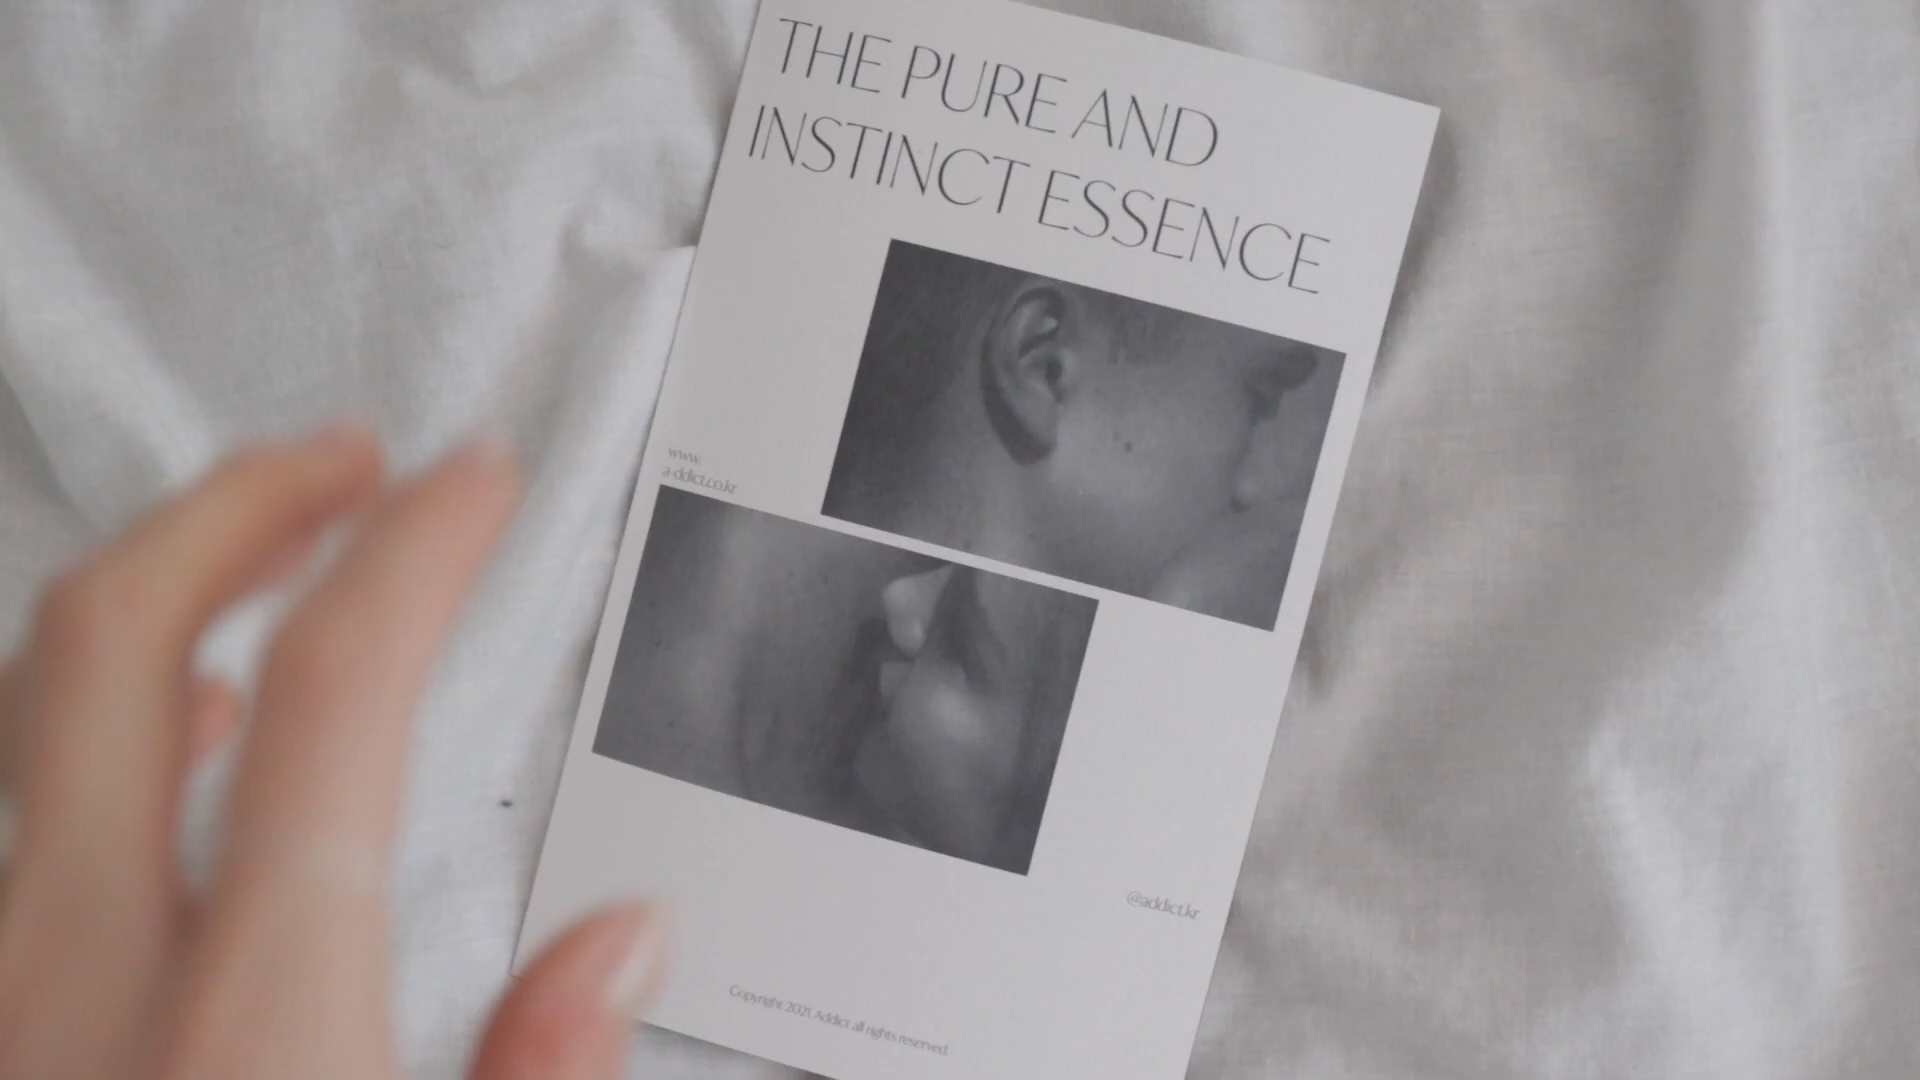 THE PURE AND
INSTINCT ESSENCE
www.
a-ddict.co.kr
@addict.kr
Copyright 2021. Addict all rights reserved.